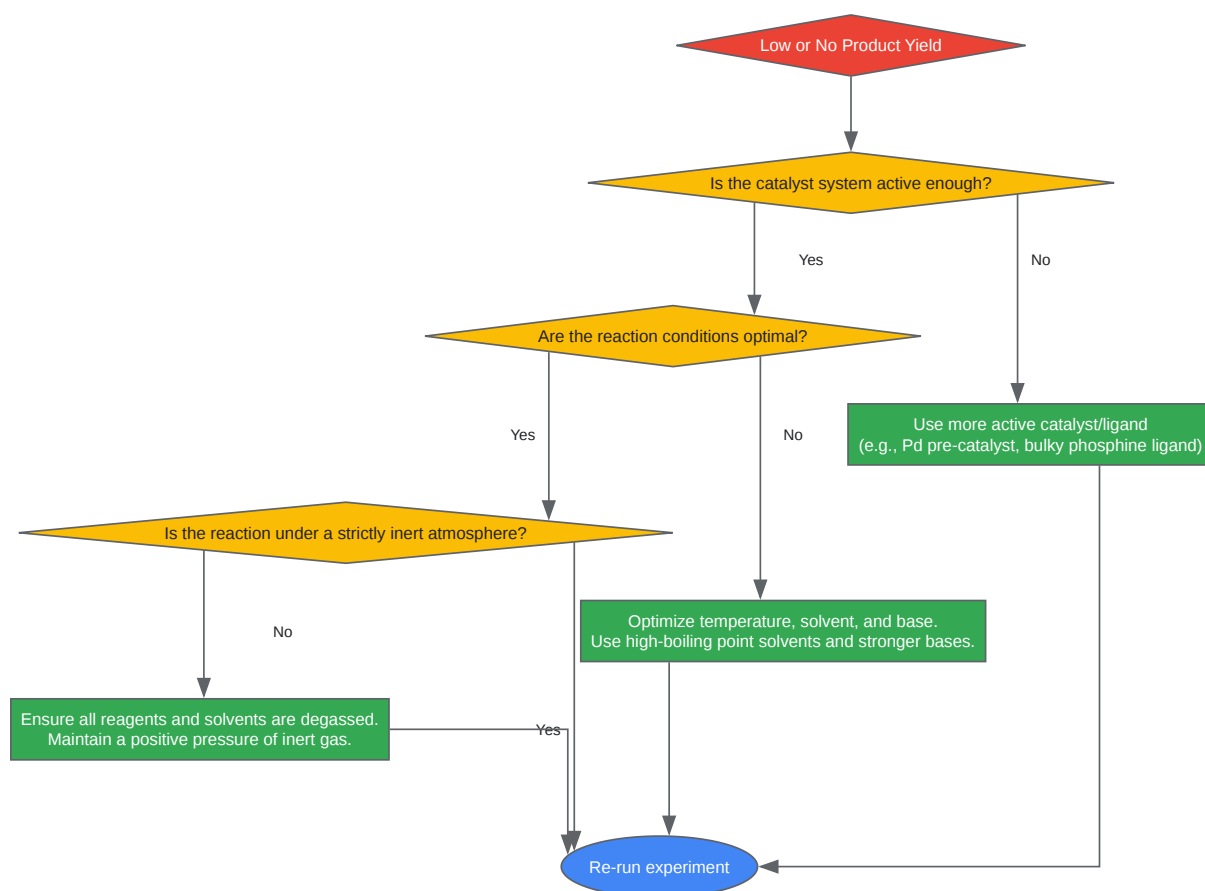 Low or No Product Yield
Is the catalyst system active enough?
Yes
No
Are the reaction conditions optimal?
Use more active catalyst/ligand
(e.g., Pd pre-catalyst, bulky phosphine ligand)
Yes
No
Is the reaction under a strictly inert atmosphere?
Optimize temperature, solvent, and base.
Use high-boiling point solvents and stronger bases.
No
Ensure all reagents and solvents are degassed.
Maintain a positive pressure of inert gas.
Yes
Re-run experiment